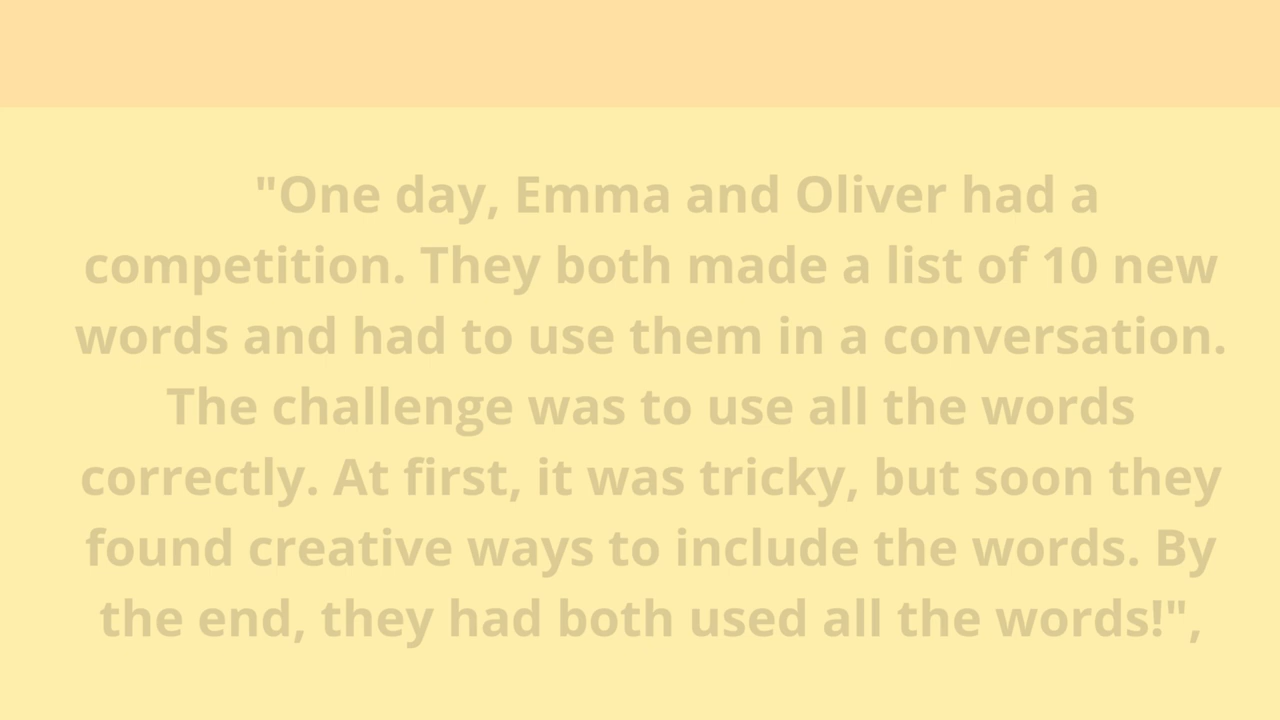 "One day, Emma and Oliver had a
competition. They both made a list of 10 new
words and had to use them in a conversation.
The challenge was to use all the words
correctly. At first, it was tricky, but soon they
found creative ways to include the words. By
the end, they had both used all the words!",